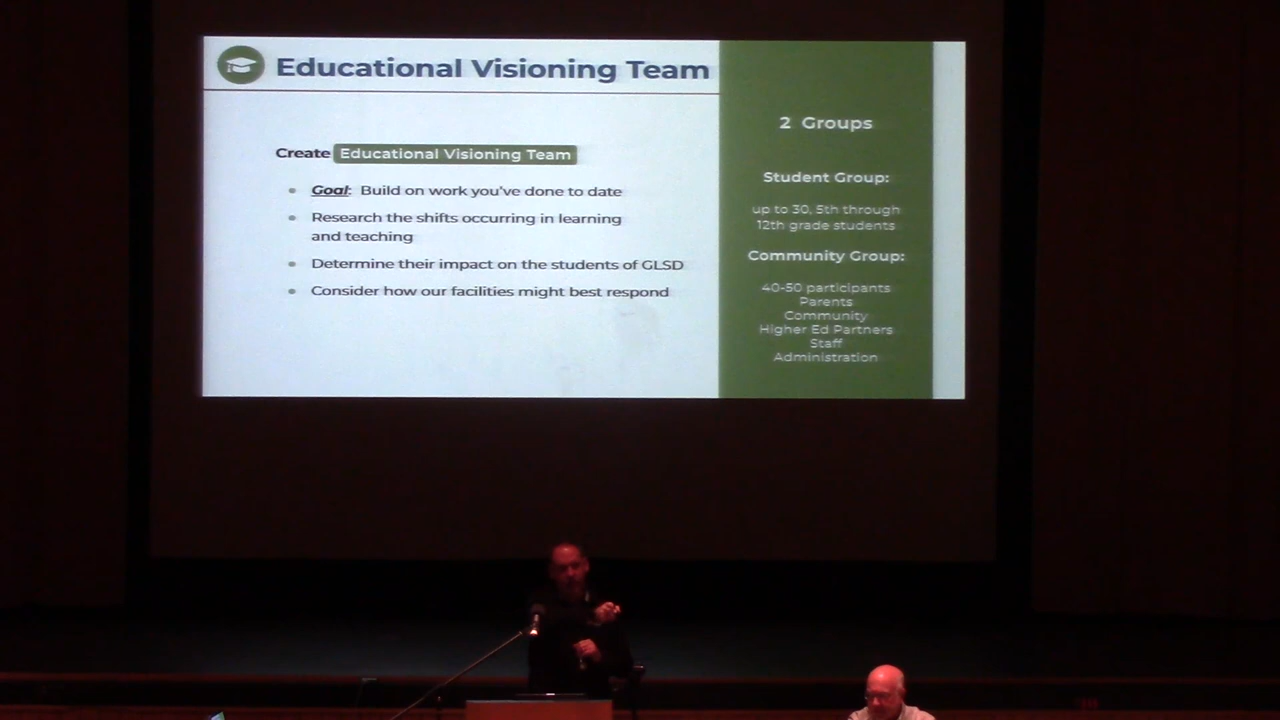 Educational Visioning Team
Create Educational Visioning Team
Goal: Build on work you've done to date
Research the shifts occurring in learning
and teaching
Determine their impact on the students of GLSD
Consider how our facilities might best respond
2 Groups
Student Group:
up to 30, 5th through
12th grade students
Community Group:
40-50 participants
Parents
Community
Higher Ed Partners
Staff
Administration